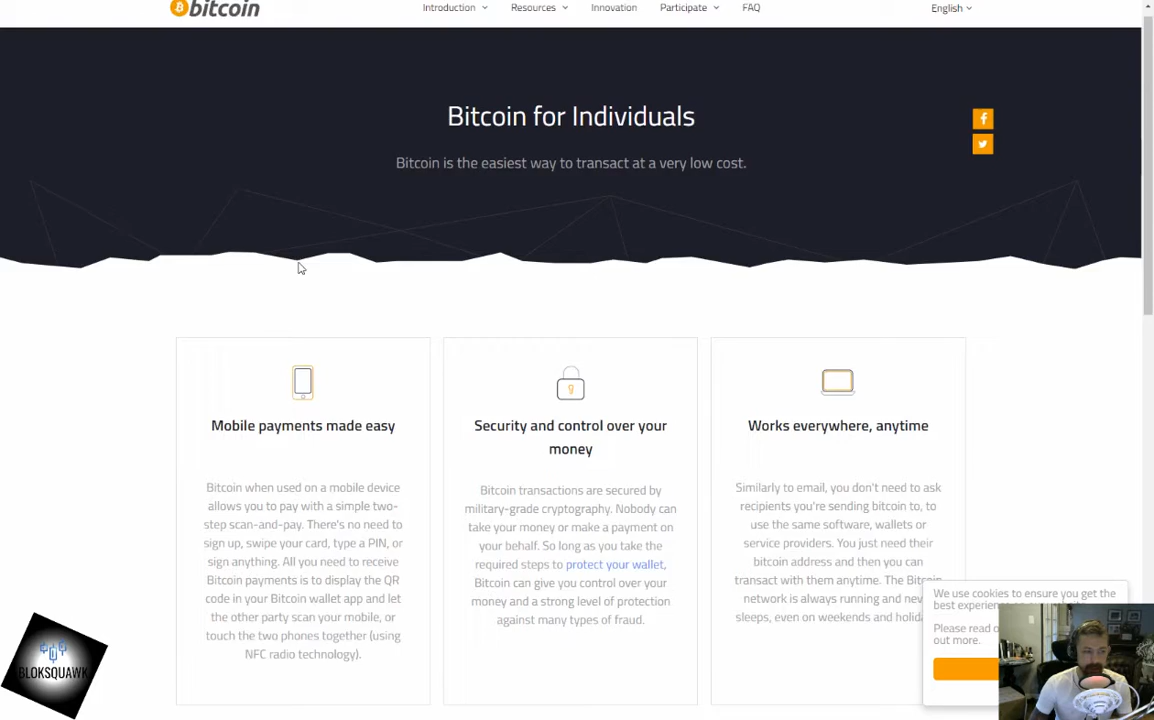 bitcoin
Introduction
Resources
Innovation
Participate
FAQ
English
Bitcoin for Individuals
Bitcoin is the easiest way to transact at a very low cost.
Mobile payments made easy
Bitcoin when used on a mobile device
allows you to pay with a simple two-
step scan-and-pay. There's no need to
sign up, swipe your card, type a PIN, or
sign anything. All you need to receive
Bitcoin payments is to display the QR
code in your Bitcoin wallet app and let
the other party scan your mobile, or
touch the two phones together (using
NFC radio technology).
Security and control over your
money
Bitcoin transactions are secured by
military-grade cryptography. Nobody can
take your money or make a payment on
your behalf. So long as you take the
required steps to protect your wallet,
Bitcoin can give you control over your
money and a strong level of protection
against many types of fraud.
Works everywhere, anytime
Similarly to email, you don't need to ask
recipients you're sending bitcoin to, to
use the same software, wallets or
service providers. You just need their
bitcoin address and then you can
transact with them anytime. The Bitcoin
network is always running and
sleeps, even on weekends and
We use cookies to ensure you get the
best
Please read
out more.
BLOKSQUAWK